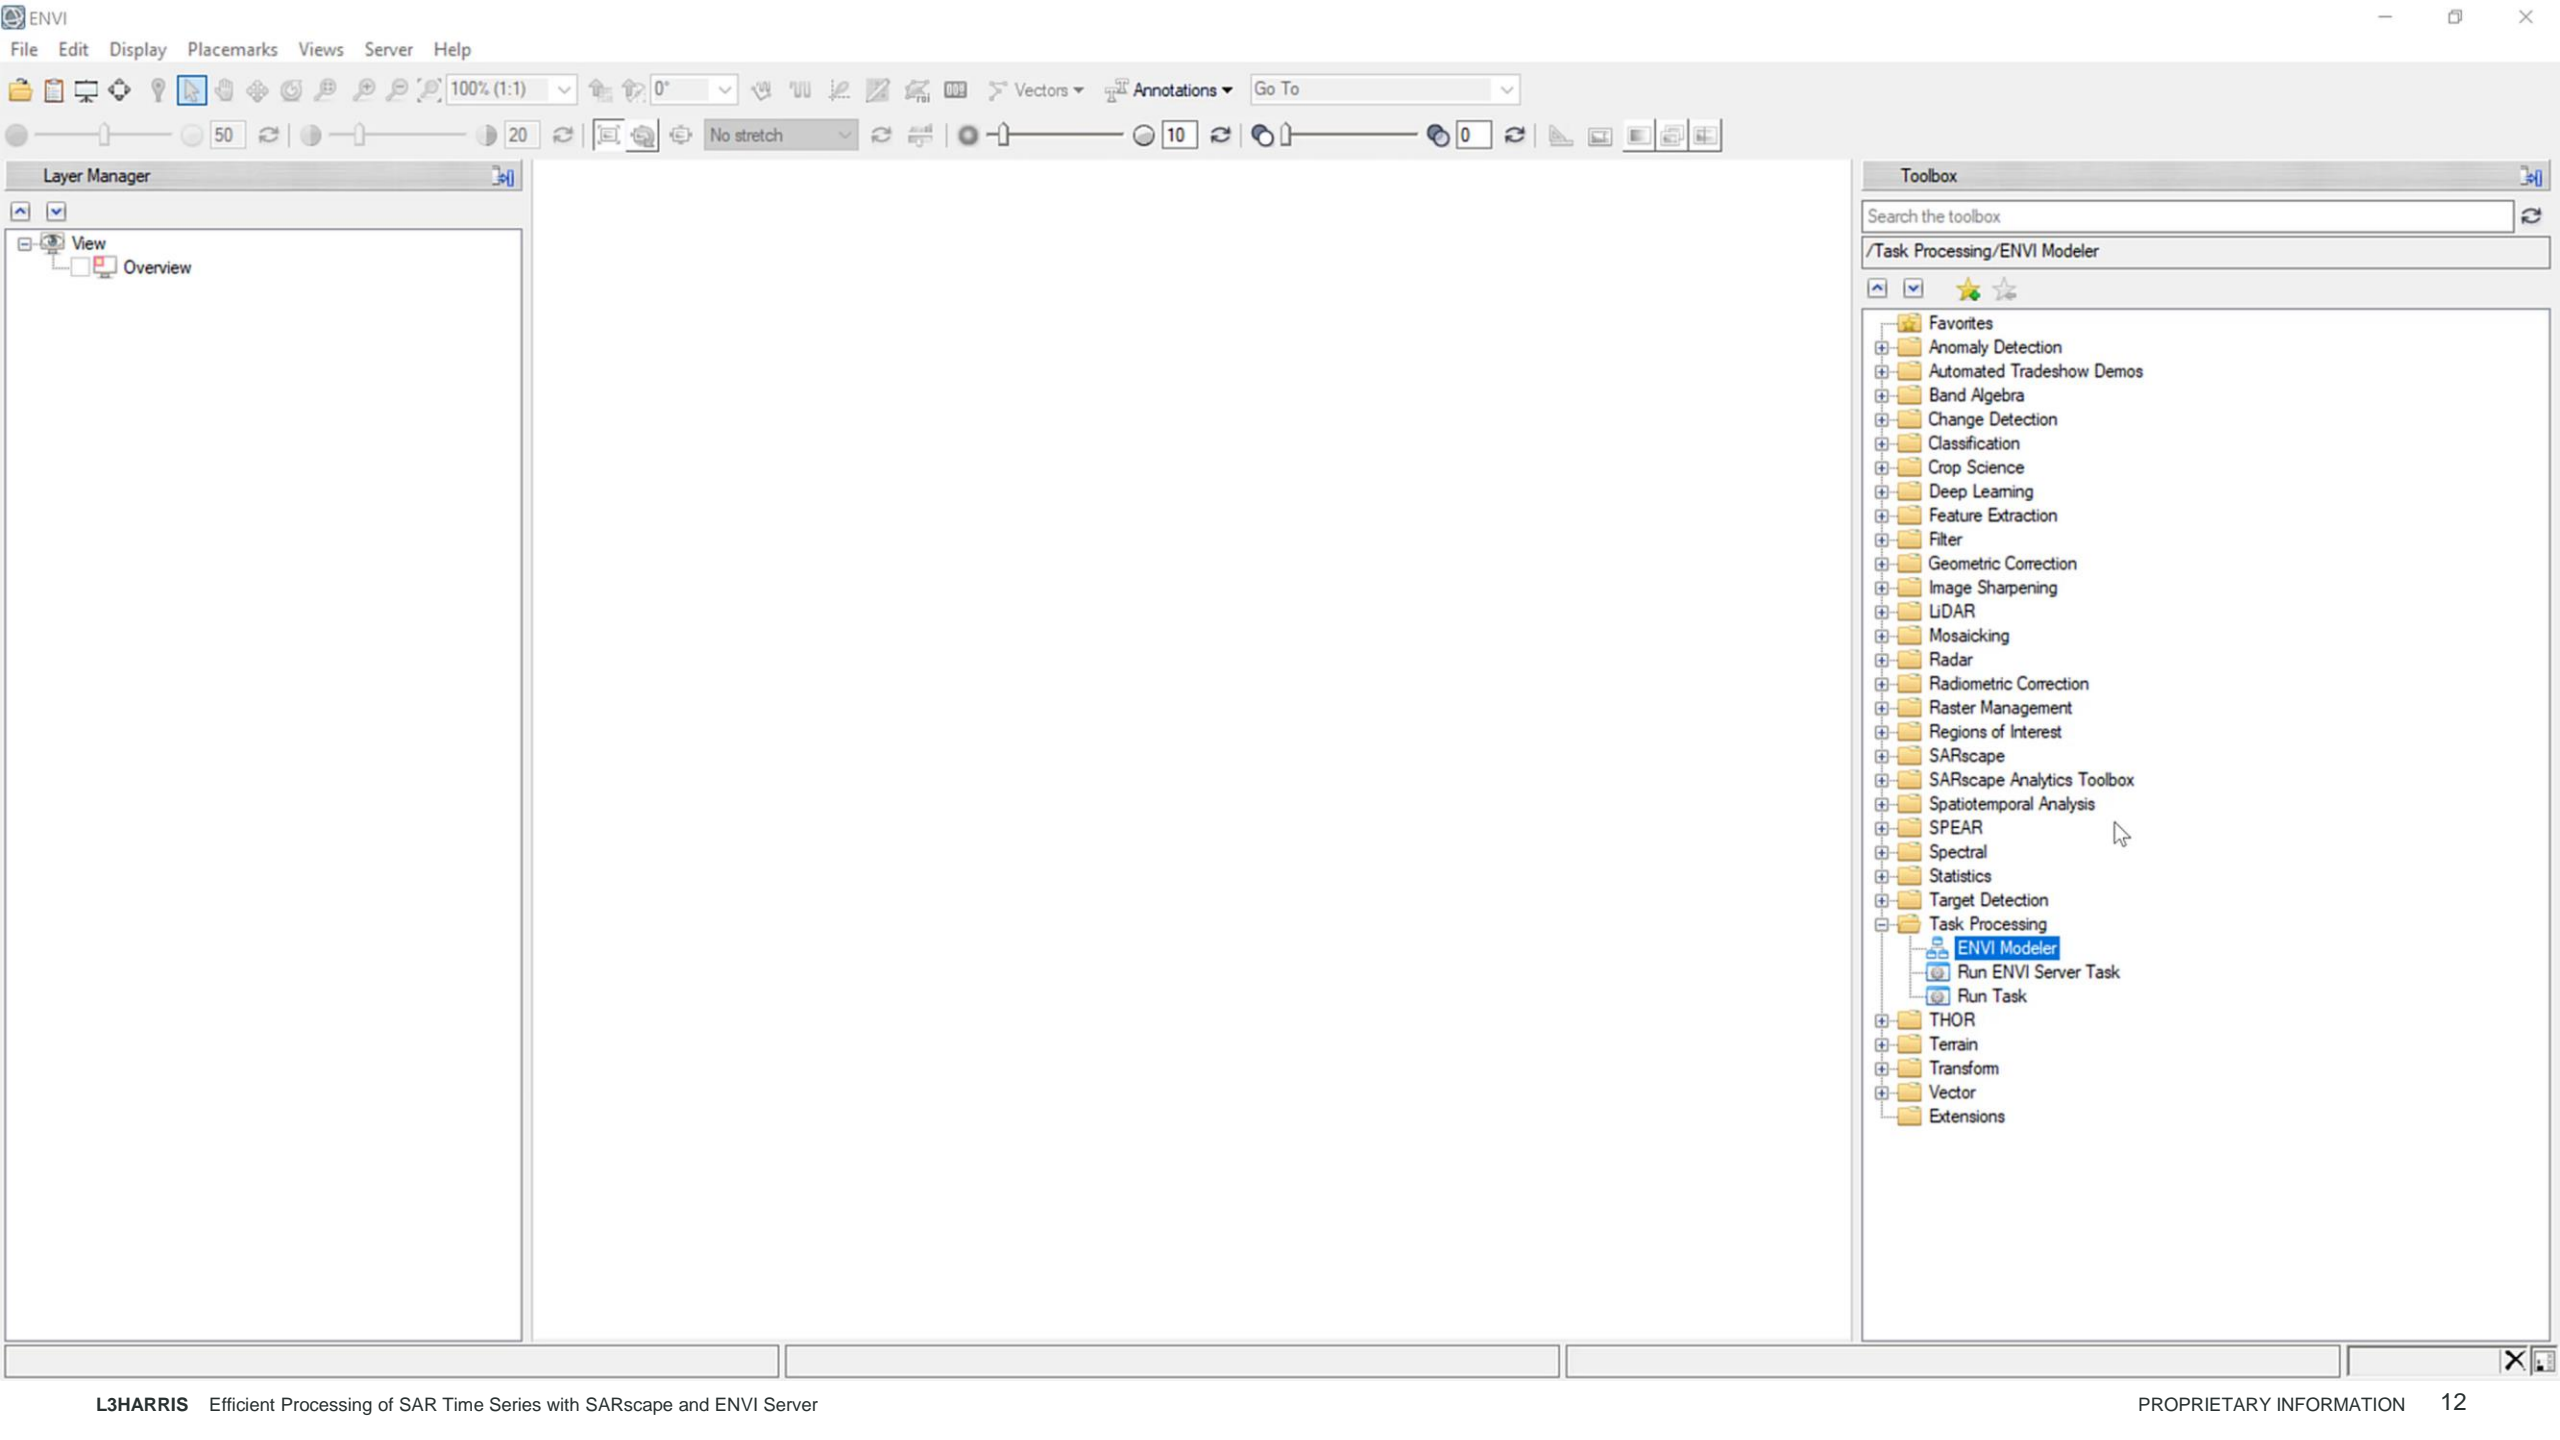 ENVI
File Edit Display Placemarks Views Server Help
100% (1:1) 0° Vectors Annotations Go To
50 20 No stretch 10 0
Layer Manager
View
Overview
Toolbox
Search the toolbox
/Task Processing/ENVI Modeler
Favorites
Anomaly Detection
Automated Tradeshow Demos
Band Algebra
Change Detection
Classification
Crop Science
Deep Learning
Feature Extraction
Filter
Geometric Correction
Image Sharpening
LiDAR
Mosaicking
Radar
Radiometric Correction
Raster Management
Regions of Interest
SARscape
SARscape Analytics Toolbox
Spatiotemporal Analysis
SPEAR
Spectral
Statistics
Target Detection
Task Processing
ENVI Modeler
Run ENVI Server Task
Run Task
THOR
Terrain
Transform
Vector
Extensions
L3HARRIS Efficient Processing of SAR Time Series with SARscape and ENVI Server PROPRIETARY INFORMATION 12